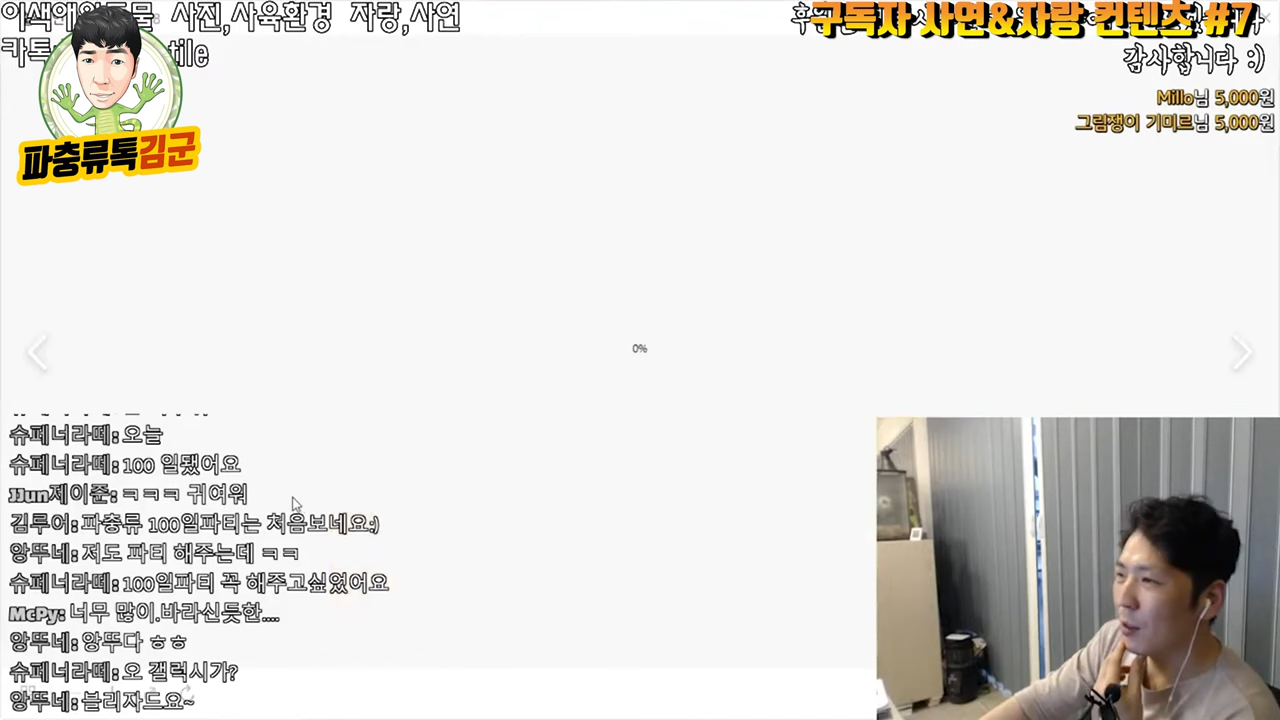 사진, 사육환경 자랑,사연
tile
구독자 사연&자랑 컨텐츠 #7
감사합니다 :)
Millo님 5,000원
그림쟁이 기미르님 5,000원
파충류톡김군
0%
슈페너라떼: 오늘
슈페너라떼: 100 일됐어요
JJun제이준: ㅋㅋㅋ 귀여워
김루어: 파충류 100일파티는 처음보네요:)
앙뚜네: 저도 파티 해주는데 ㅋㅋ
슈페너라떼: 100일파티 꼭 해주고싶었어요
McPy: 너무 많이.바라신듯한....
앙뚜네: 앙뚜다 ㅎㅎ
슈페너라떼: 오 갤럭시가?
앙뚜네: 블리자드요~